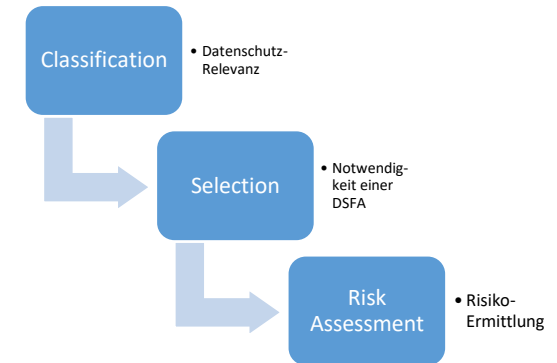 Classification
• Datenschutz-
Relevanz
Selection
• Notwendig-
keit einer
DSFA
Risk
Assessment
• Risiko-
Ermittlung